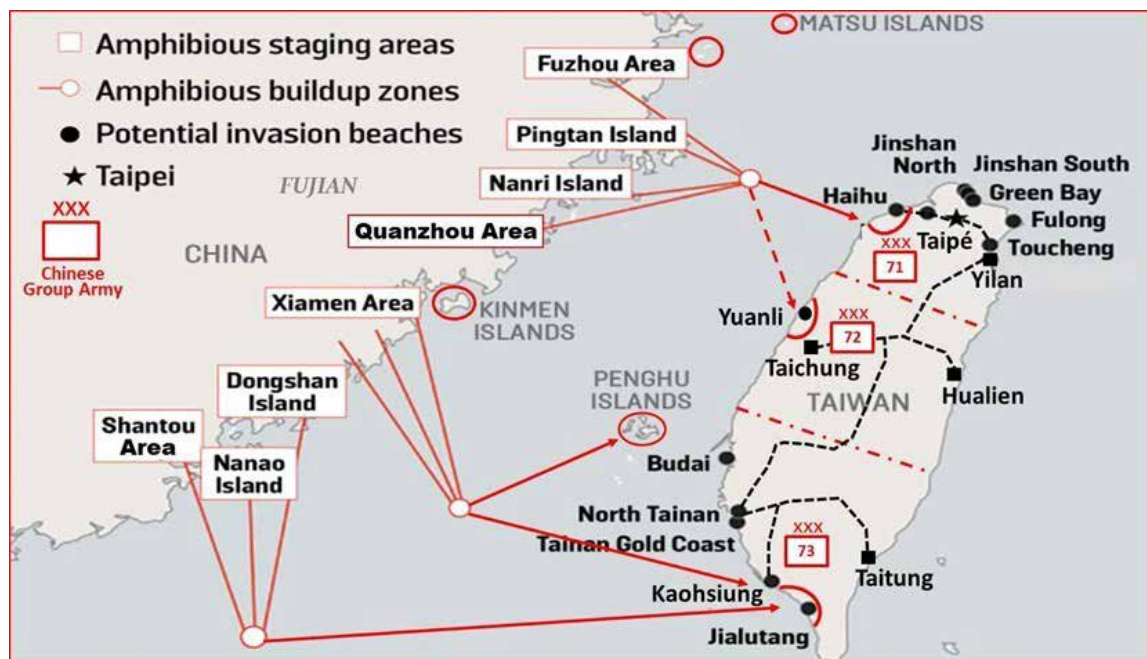 Amphibious staging areas
Amphibious buildup zones
Potential invasion beaches
Taipei
XXX
Chinese
Group Army
MATSU ISLANDS
Fuzhou Area
Pingtan Island
Nanri Island
Quanzhou Area
FUJIAN
CHINA
Xiamen Area
KINMEN
ISLANDS
Dongshan
Island
Shantou
Area
Nanao
Island
PENGHU
ISLANDS
Jinshan
North
Jinshan South
Green Bay
Haihu
Fulong
Taipé
Toucheng
XXX
71
Yilan
Yuanli
XXX
72
Taichung
TAIWAN
Hualien
Budai
North Tainan
Tainan Gold Coast
XXX
73
Taitung
Kaohsiung
Jialutang